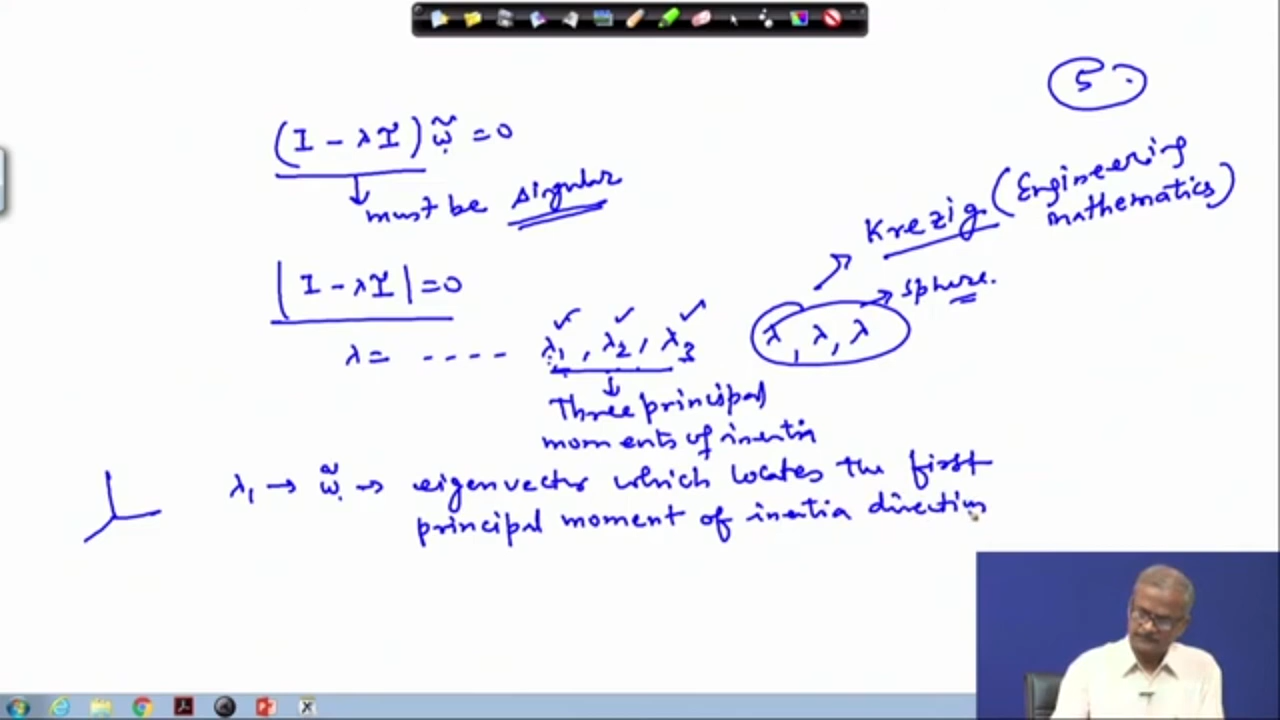 5.
(I - λI) ω̃ = 0
must be singular
Krezig (Engineering
mathematics)
|I - λI| = 0
λ = ---- λ1, λ2, λ3
λ, λ, λ
sphere.
Three principal
moments of inertia
λ1 → ω̃ → eigenvector which locates the first
principal moment of inertia direction